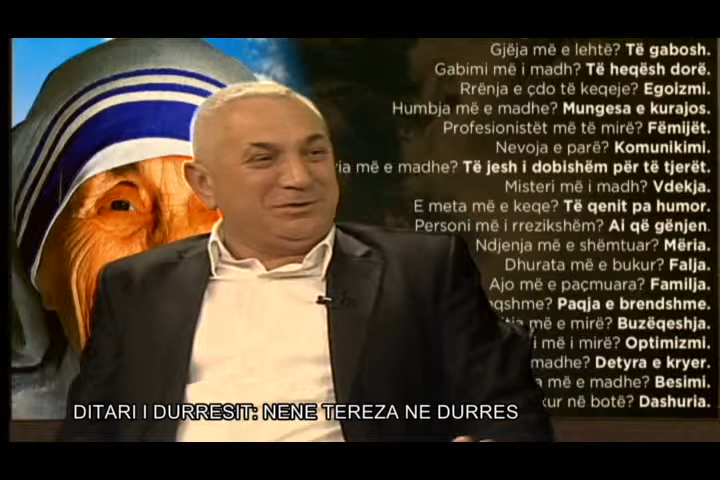 Gjëja më e lehtë? Të gabosh.
Gabimi më i madh? Të heqësh dorë.
Rrënja e çdo të keqeje? Egoizmi.
Humbja më e madhe? Mungesa e kurajos.
Profesionistët më të mirë? Fëmijët.
Nevoja e parë? Komunikimi.
më e madhe? Të jesh i dobishëm për të tjerët.
Misteri më i madh? Vdekja.
E meta më e keqe? Të qenit pa humor.
Personi më i rrezikshëm? Ai që gënjen.
Ndjenja më e shëmtuar? Mëria.
Dhurata më e bukur? Falja.
Ajo më e paçmuara? Familja.
Paqja e brendshme.
më e mirë? Buzëqeshja.
i më i mirë? Optimizmi.
madhe? Detyra e kryer.
a më e madhe? Besimi.
në botë? Dashuria.
DITARI I DURRESIT: NENE TEREZA NE DURRES